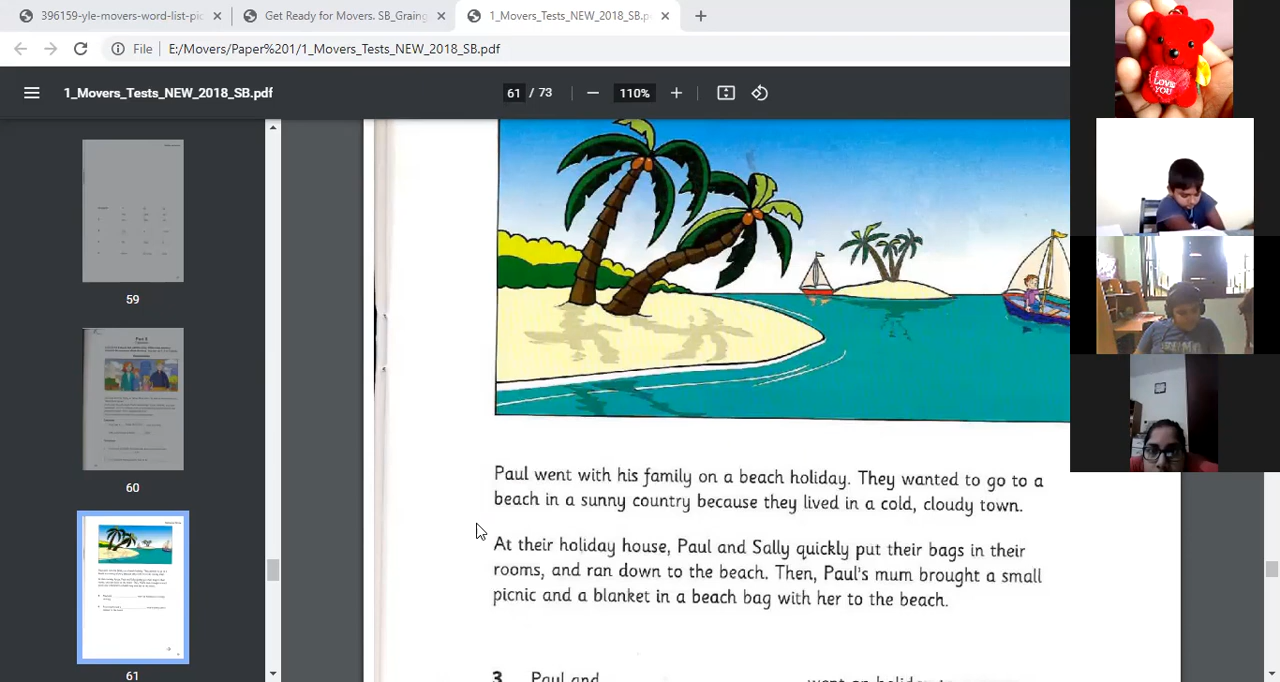 396159-yle-movers-word-list-pic
Get Ready for Movers. SB_Graing
1_Movers_Tests_NEW_2018_SB.p
File
E:/Movers/Paper%201/1_Movers_Tests_NEW_2018_SB.pdf
1_Movers_Tests_NEW_2018_SB.pdf
61 / 73
110%
59
60
61
I LOVE YOU
Paul went with his family on a beach holiday. They wanted to go to a
beach in a sunny country because they lived in a cold, cloudy town.
At their holiday house, Paul and Sally quickly put their bags in their
rooms, and ran down to the beach. Then, Paul's mum brought a small
picnic and a blanket in a beach bag with her to the beach.
3 Paul and went on holiday to